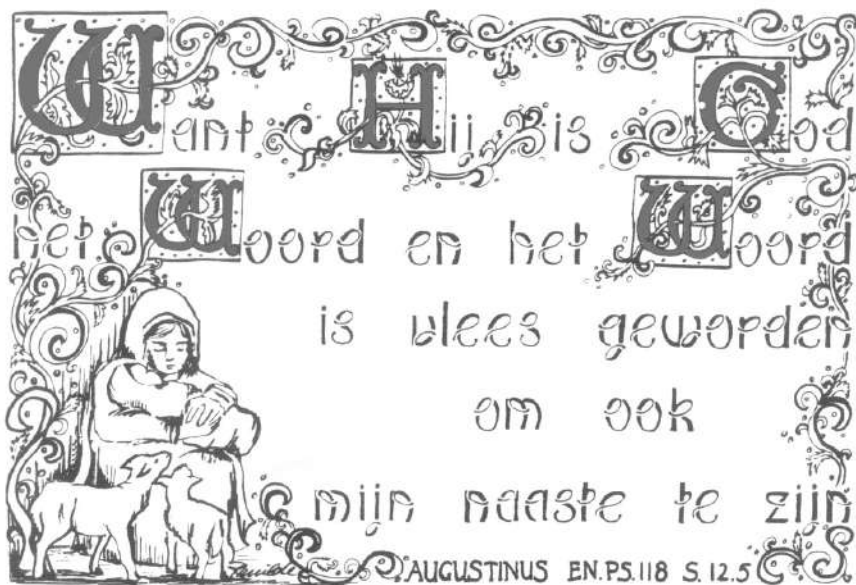 Want Hij is God
het Woord en het Woord
is vlees geworden
om ook
mijn naaste te zijn
AUGUSTINUS EN.PS.118 S.12.5